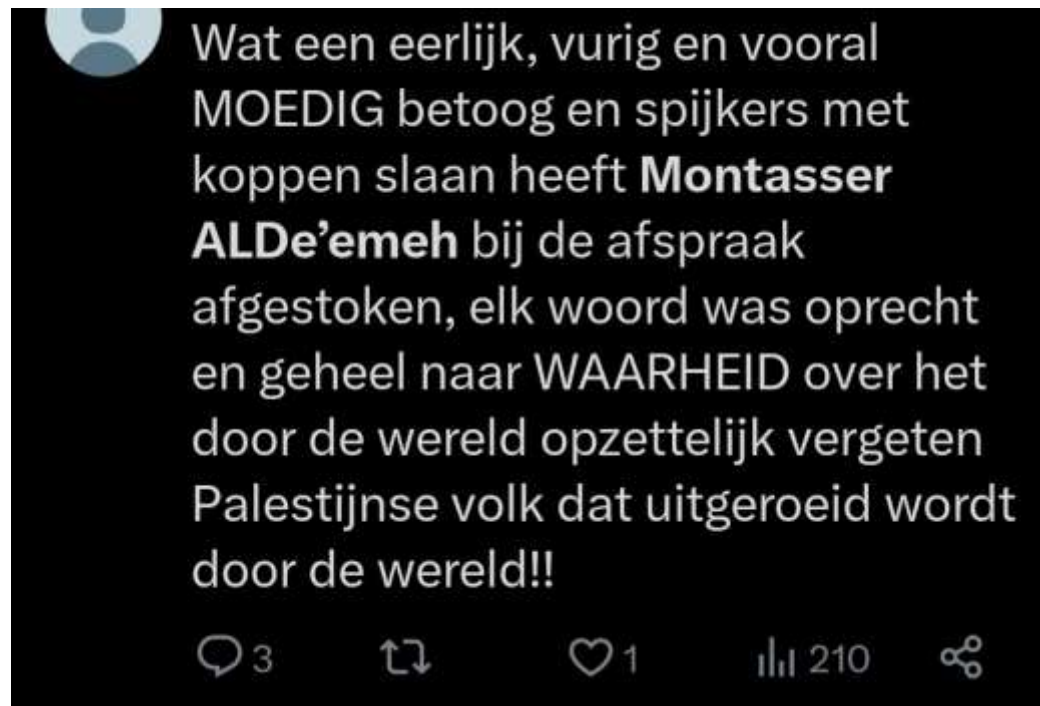 Wat een eerlijk, vurig en vooral
MOEDIG betoog en spijkers met
koppen slaan heeft Montasser
ALDe’emeh bij de afspraak
afgestoken, elk woord was oprecht
en geheel naar WAARHEID over het
door de wereld opzettelijk vergeten
Palestijnse volk dat uitgeroeid wordt
door de wereld!!
3 1 210